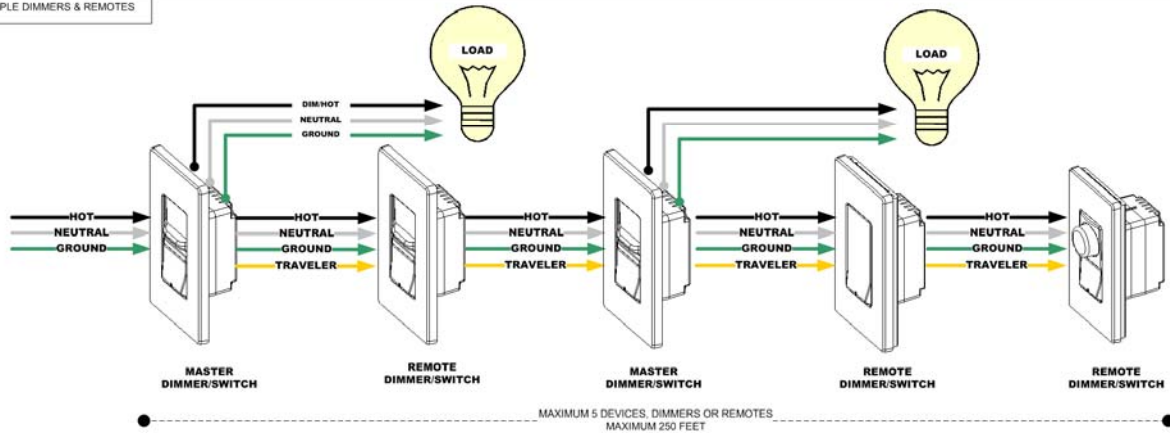 PLE DIMMERS & REMOTES
LOAD
LOAD
DIM/HOT
NEUTRAL
GROUND
HOT
NEUTRAL
GROUND
HOT
NEUTRAL
GROUND
TRAVELER
HOT
NEUTRAL
GROUND
TRAVELER
HOT
NEUTRAL
GROUND
TRAVELER
HOT
NEUTRAL
GROUND
TRAVELER
MASTER
DIMMER/SWITCH
REMOTE
DIMMER/SWITCH
MASTER
DIMMER/SWITCH
REMOTE
DIMMER/SWITCH
REMOTE
DIMMER/SWITCH
MAXIMUM 5 DEVICES, DIMMERS OR REMOTES
MAXIMUM 250 FEET